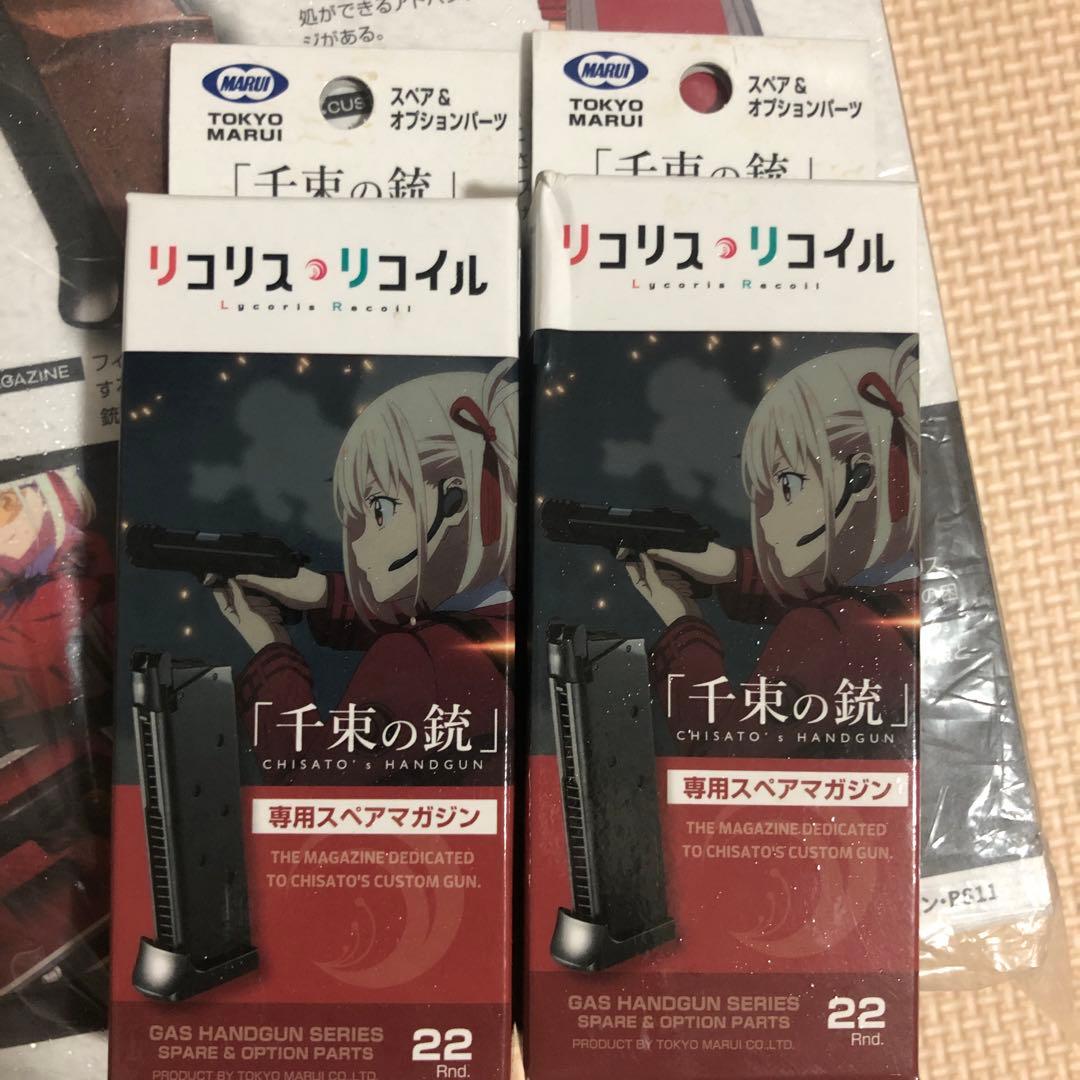 処ができるアドバン
ジがある。
MARUI
TOKYO
MARUI
スペア&
オプションパーツ
「千束の銃」
リコリス・リコイル
Lycoris Recoil
「千束の銃」
CHISATO's HANDGUN
専用スペアマガジン
THE MAGAZINE DEDICATED
TO CHISATO'S CUSTOM GUN.
GAS HANDGUN SERIES
SPARE & OPTION PARTS
PRODUCT BY TOKYO MARUI CO.,LTD.
22
Rnd.
MARUI
TOKYO
MARUI
スペア&
オプションパーツ
「千束の銃」
リコリス・リコイル
Lycoris Recoil
「千束の銃」
CHISATO's HANDGUN
専用スペアマガジン
THE MAGAZINE DEDICATED
TO CHISATO'S CUSTOM GUN.
GAS HANDGUN SERIES
SPARE & OPTION PARTS
PRODUCT BY TOKYO MARUI CO.,LTD.
22
Rnd.
GAZINE
フィ
する
銃
ン・PS11